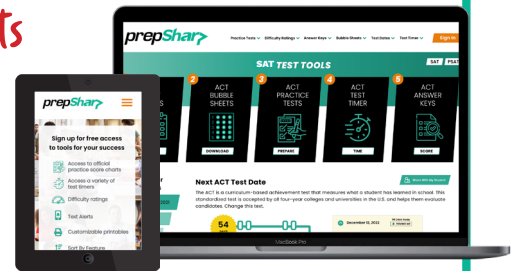 ts
prepSharp
Practice Tests Difficulty Ratings Answer Keys Bubble Sheets Test Dates Test Timer Sign In
SAT TEST TOOLS
SAT PSAT
2 3 4 5
ACT BUBBLE SHEETS
DOWNLOAD
ACT PRACTICE TESTS
PREPARE
ACT TEST TIMER
TIME
ACT ANSWER KEYS
SCORE
Next ACT Test Date
The ACT is a curriculum-based achievement test that measures what a student has learned in school. This
standardized test is accepted by all four-year colleges and universities in the U.S. and helps them evaluate
candidates. Change this text.
54
December 10, 2022
MacBook Pro
prepSharp
Sign up for free access
to tools for your success
Access to official
practice score charts
Access a variety of
test timers
Difficulty ratings
Test Alerts
Customizable printables
Sort By Feature